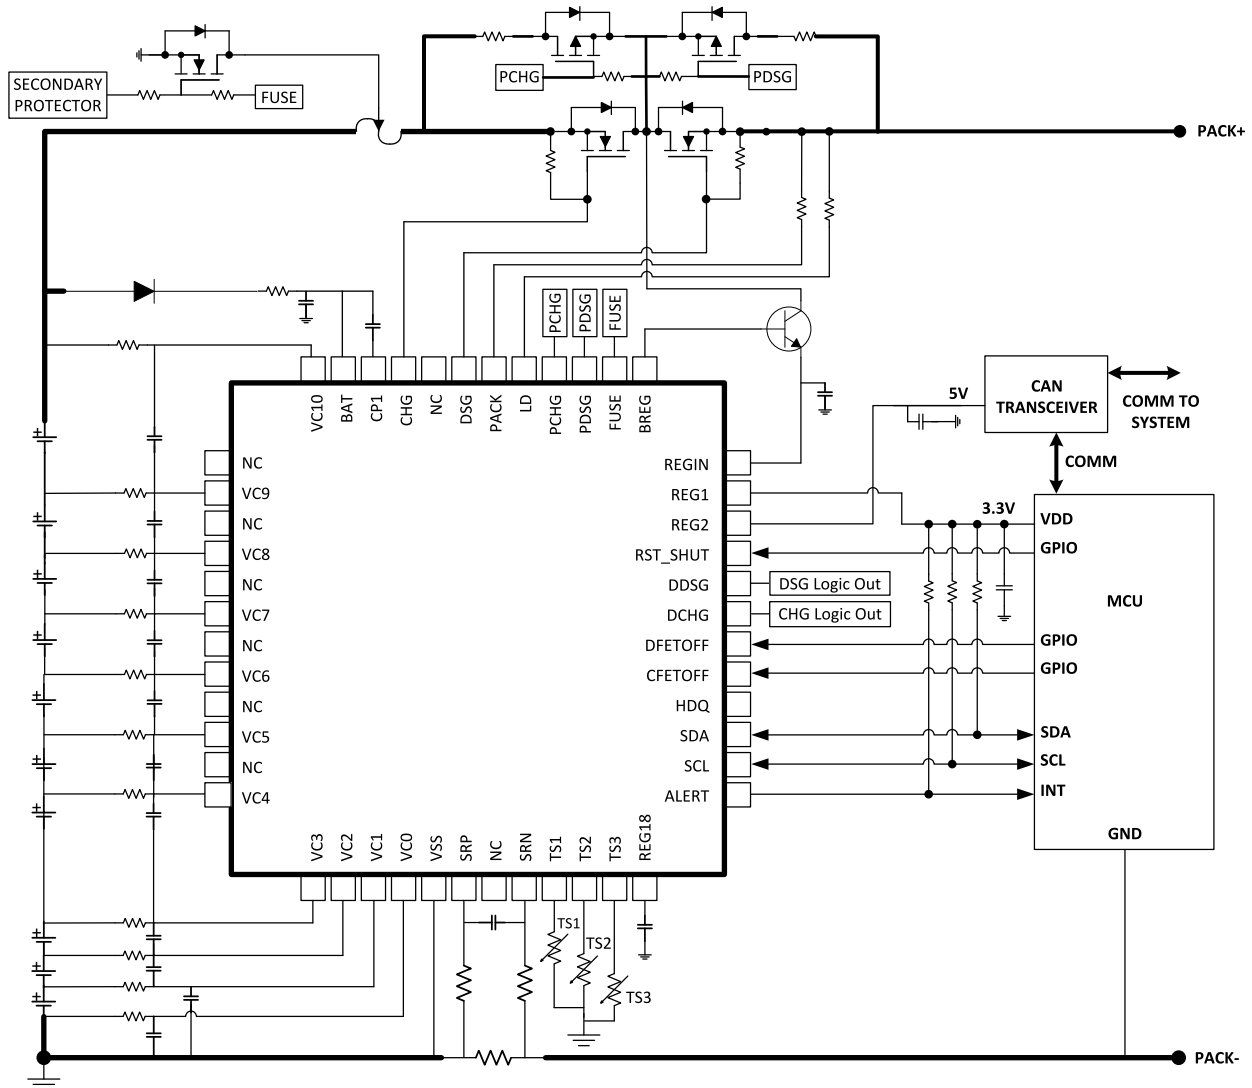 PCHG
PDSG
SECONDARY
PROTECTOR
FUSE
PACK+
PCHG
PDSG
FUSE
VC10
BAT
CP1
CHG
NC
DSG
PACK
LD
PCHG
PDSG
FUSE
BREG
CAN
TRANSCEIVER
5V
COMM TO
SYSTEM
COMM
NC
VC9
NC
VC8
NC
VC7
NC
VC6
NC
VC5
NC
VC4
REGIN
REG1
REG2
RST_SHUT
DDSG
DCHG
DFETOFF
CFETOFF
HDQ
SDA
SCL
ALERT
DSG Logic Out
CHG Logic Out
3.3V
VDD
GPIO
MCU
GPIO
GPIO
SDA
SCL
INT
GND
VC3
VC2
VC1
VC0
VSS
SRP
NC
SRN
TS1
TS2
TS3
REG18
TS1
TS2
TS3
PACK-
+
+
+
+
+
+
+
+
+
+